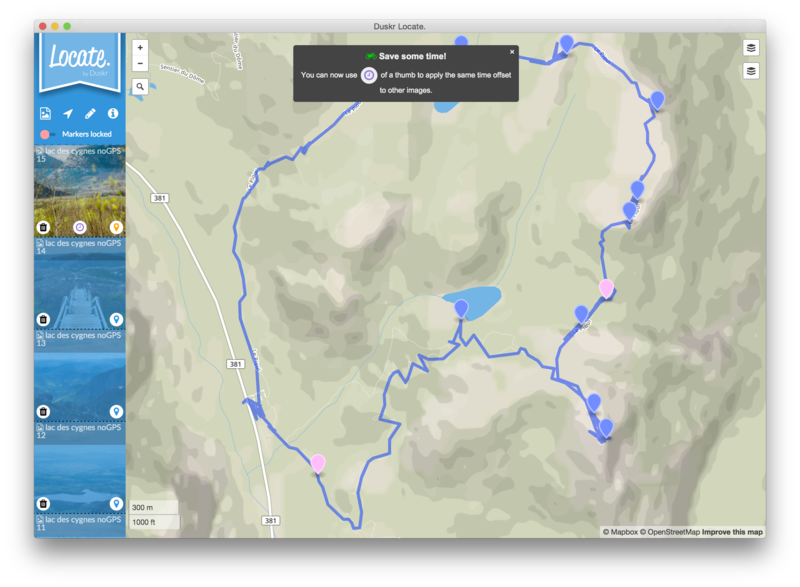 Duskr Locate.
Locate.
by Duskr
Markers locked
lac des cygnes noGPS
15
lac des cygnes noGPS
14
lac des cygnes noGPS
13
lac des cygnes noGPS
12
lac des cygnes noGPS
11
+
−
Save some time!
×
You can now use of a thumb to apply the same time offset
to other images.
Sentier du Dôme
381
381
381
300 m
1000 ft
© Mapbox © OpenStreetMap Improve this map